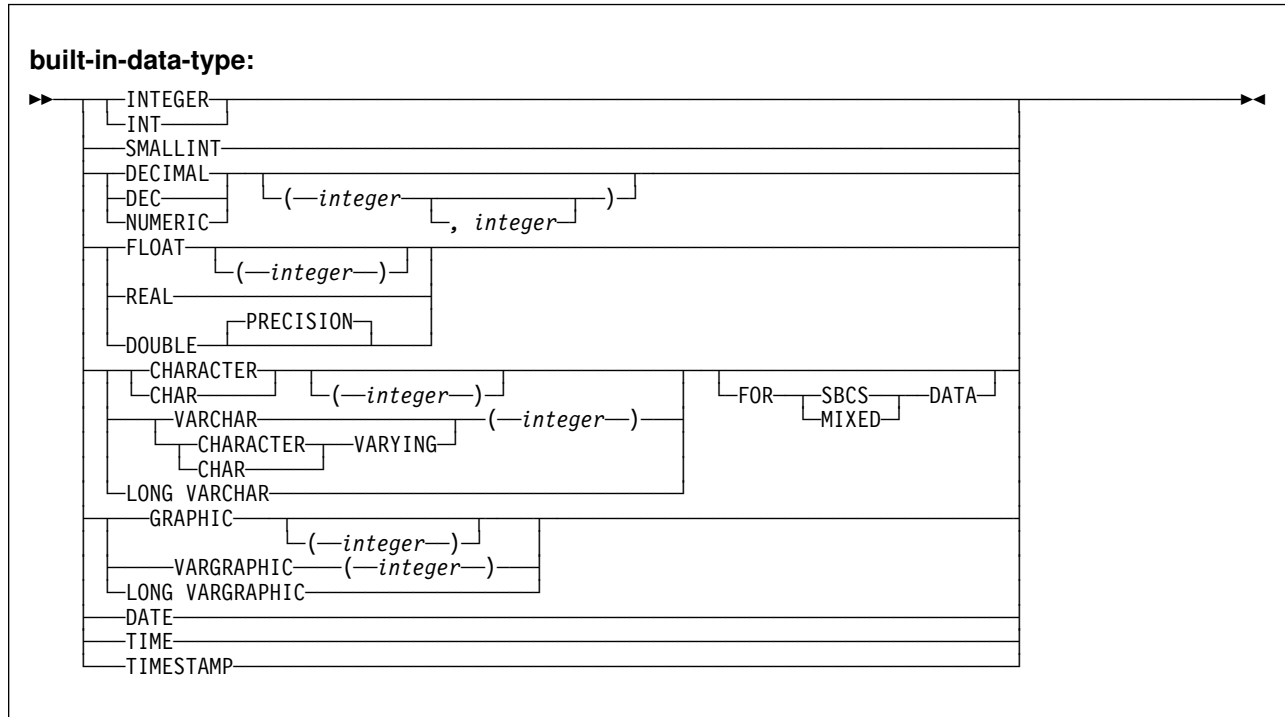 built-in-data-type:
INTEGER
INT
SMALLINT
DECIMAL
DEC ( integer )
NUMERIC , integer
FLOAT
( integer )
REAL
PRECISION
DOUBLE
CHARACTER
CHAR ( integer ) FOR SBCS DATA
VARCHAR ( integer ) MIXED
CHARACTER VARYING
CHAR
LONG VARCHAR
GRAPHIC
( integer )
VARGRAPHIC ( integer )
LONG VARGRAPHIC
DATE
TIME
TIMESTAMP